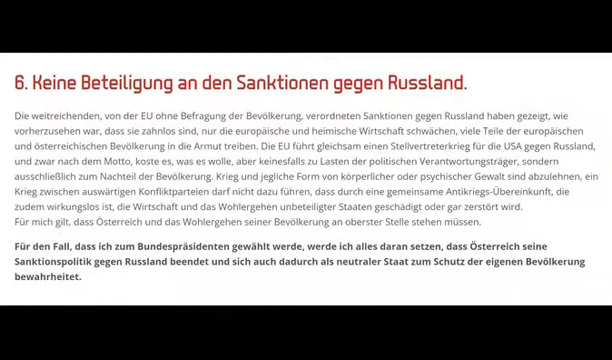 6. Keine Beteiligung an den Sanktionen gegen Russland.
Die weitreichenden, von der EU ohne Befragung der Bevölkerung, verordneten Sanktionen gegen Russland haben gezeigt, wie
vorherzusehen war, dass sie zahnlos sind, nur die europäische und heimische Wirtschaft schwächen, viele Teile der europäischen
und österreichischen Bevölkerung in die Armut treiben. Die EU führt gleichsam einen Stellvertreterkrieg für die USA gegen Russland,
und zwar nach dem Motto, koste es, was es wolle, aber keinesfalls zu Lasten der politischen Verantwortungsträger, sondern
ausschließlich zum Nachteil der Bevölkerung. Krieg und jegliche Form von körperlicher oder psychischer Gewalt sind abzulehnen, ein
Krieg zwischen auswärtigen Konfliktparteien darf nicht dazu führen, dass durch eine gemeinsame Antikriegs-Übereinkunft, die
zudem wirkungslos ist, die Wirtschaft und das Wohlergehen unbeteiligter Staaten geschädigt oder gar zerstört wird.
Für mich gilt, dass Österreich und das Wohlergehen seiner Bevölkerung an oberster Stelle stehen müssen.
Für den Fall, dass ich zum Bundespräsidenten gewählt werde, werde ich alles daran setzen, dass Österreich seine
Sanktionspolitik gegen Russland beendet und sich auch dadurch als neutraler Staat zum Schutz der eigenen Bevölkerung
bewahrheitet.